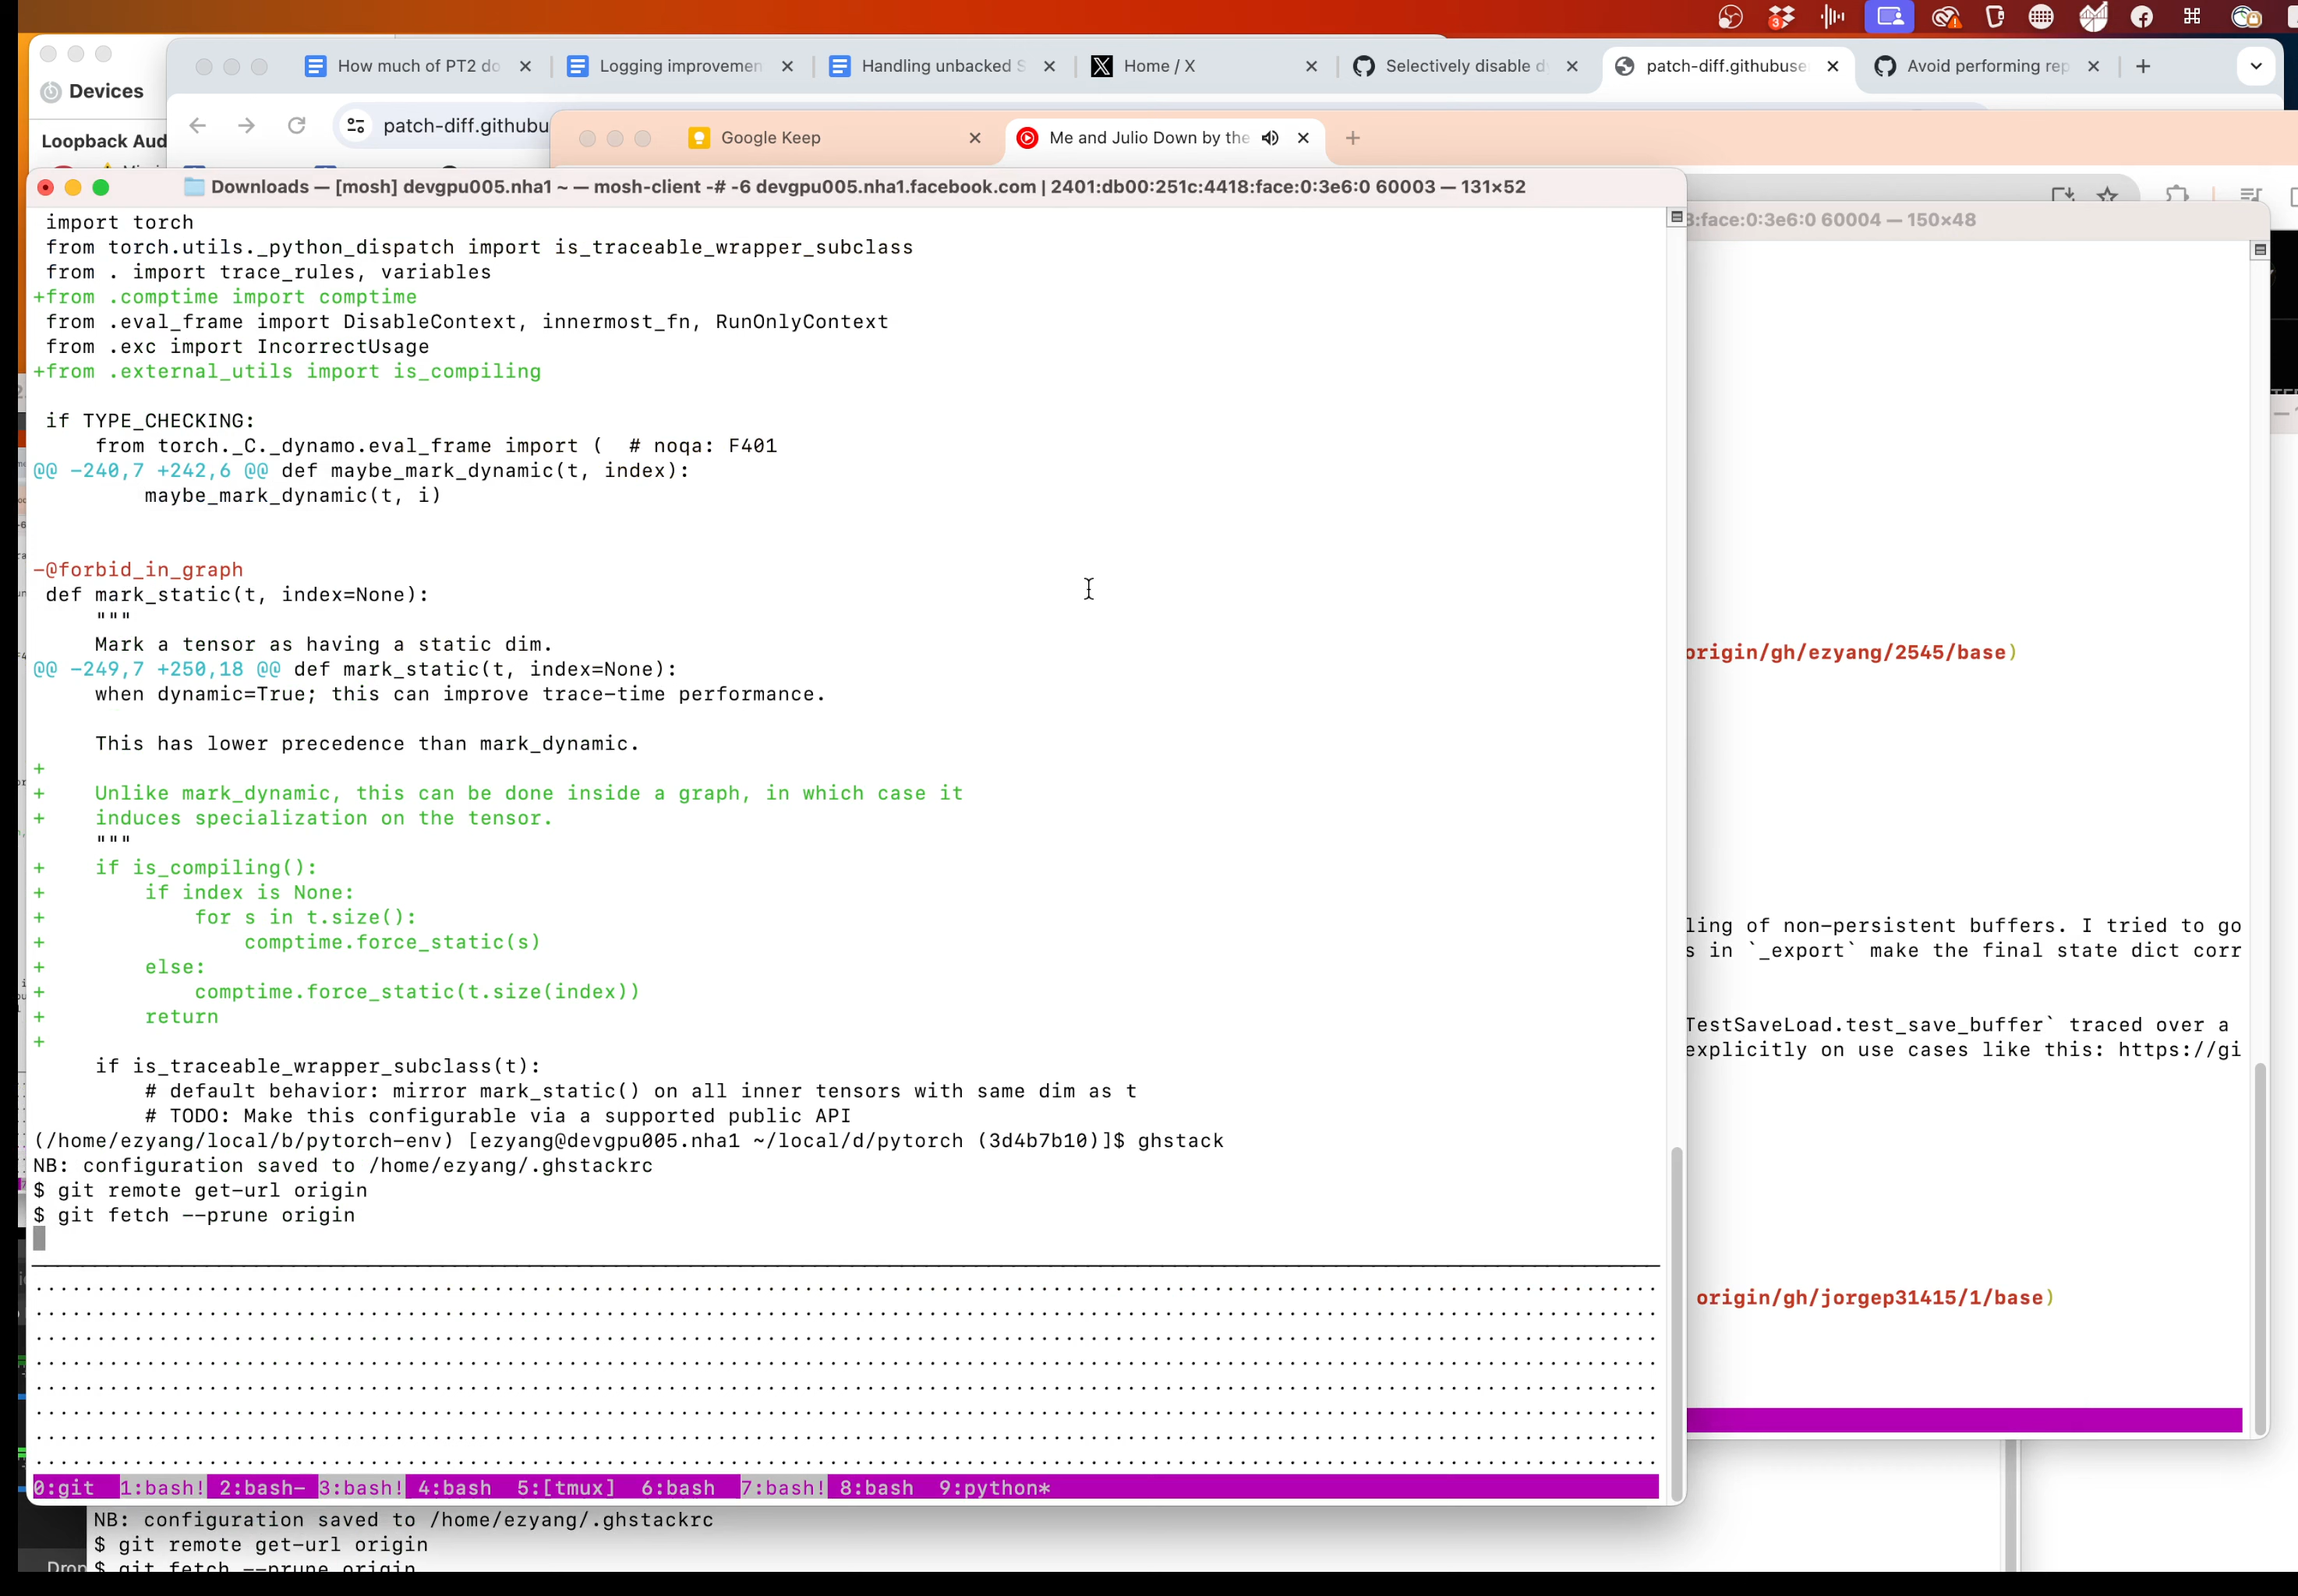 Devices
How much of PT2 do
Logging improvemen
Handling unbacked S
Home / X
Selectively disable d
patch-diff.githubuse
Avoid performing rep
Loopback Aud
patch-diff.githubu
Google Keep
Me and Julio Down by the
Downloads — [mosh] devgpu005.nha1 ~ — mosh-client -# -6 devgpu005.nha1.facebook.com | 2401:db00:251c:4418:face:0:3e6:0 60003 — 131×52
:face:0:3e6:0 60004 — 150×48
import torch
from torch.utils._python_dispatch import is_traceable_wrapper_subclass
from . import trace_rules, variables
+from .comptime import comptime
from .eval_frame import DisableContext, innermost_fn, RunOnlyContext
from .exc import IncorrectUsage
+from .external_utils import is_compiling
if TYPE_CHECKING:
from torch._C._dynamo.eval_frame import (  # noqa: F401
@@ -240,7 +242,6 @@ def maybe_mark_dynamic(t, index):
maybe_mark_dynamic(t, i)
-@forbid_in_graph
def mark_static(t, index=None):
"""
Mark a tensor as having a static dim.
@@ -249,7 +250,18 @@ def mark_static(t, index=None):
when dynamic=True; this can improve trace-time performance.
This has lower precedence than mark_dynamic.
+
+    Unlike mark_dynamic, this can be done inside a graph, in which case it
+    induces specialization on the tensor.
"""
+    if is_compiling():
+        if index is None:
+            for s in t.size():
+                comptime.force_static(s)
+        else:
+            comptime.force_static(t.size(index))
+        return
+
if is_traceable_wrapper_subclass(t):
# default behavior: mirror mark_static() on all inner tensors with same dim as t
# TODO: Make this configurable via a supported public API
(/home/ezyang/local/b/pytorch-env) [ezyang@devgpu005.nha1 ~/local/d/pytorch (3d4b7b10)]$ ghstack
NB: configuration saved to /home/ezyang/.ghstackrc
$ git remote get-url origin
$ git fetch --prune origin
0:git  1:bash! 2:bash- 3:bash! 4:bash  5:[tmux]  6:bash  7:bash! 8:bash  9:python*
origin/gh/ezyang/2545/base)
ling of non-persistent buffers. I tried to go
s in `_export` make the final state dict corr
TestSaveLoad.test_save_buffer` traced over a
explicitly on use cases like this: https://gi
origin/gh/jorgep31415/1/base)
NB: configuration saved to /home/ezyang/.ghstackrc
$ git remote get-url origin
$ git fetch --prune origin